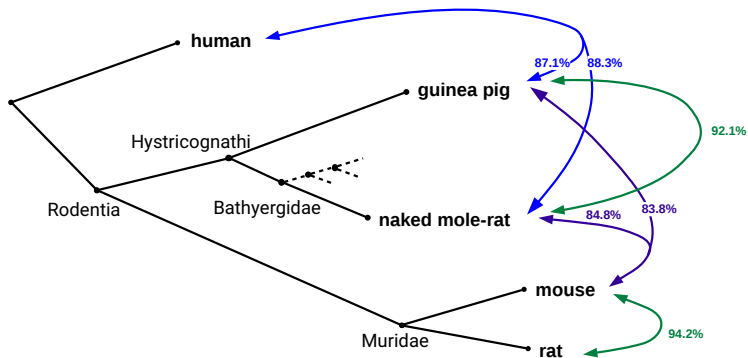 human
87.1%
88.3%
guinea pig
92.1%
Hystricognathi
Rodentia
Bathyergidae
naked mole-rat
84.8%
83.8%
mouse
Muridae
94.2%
rat